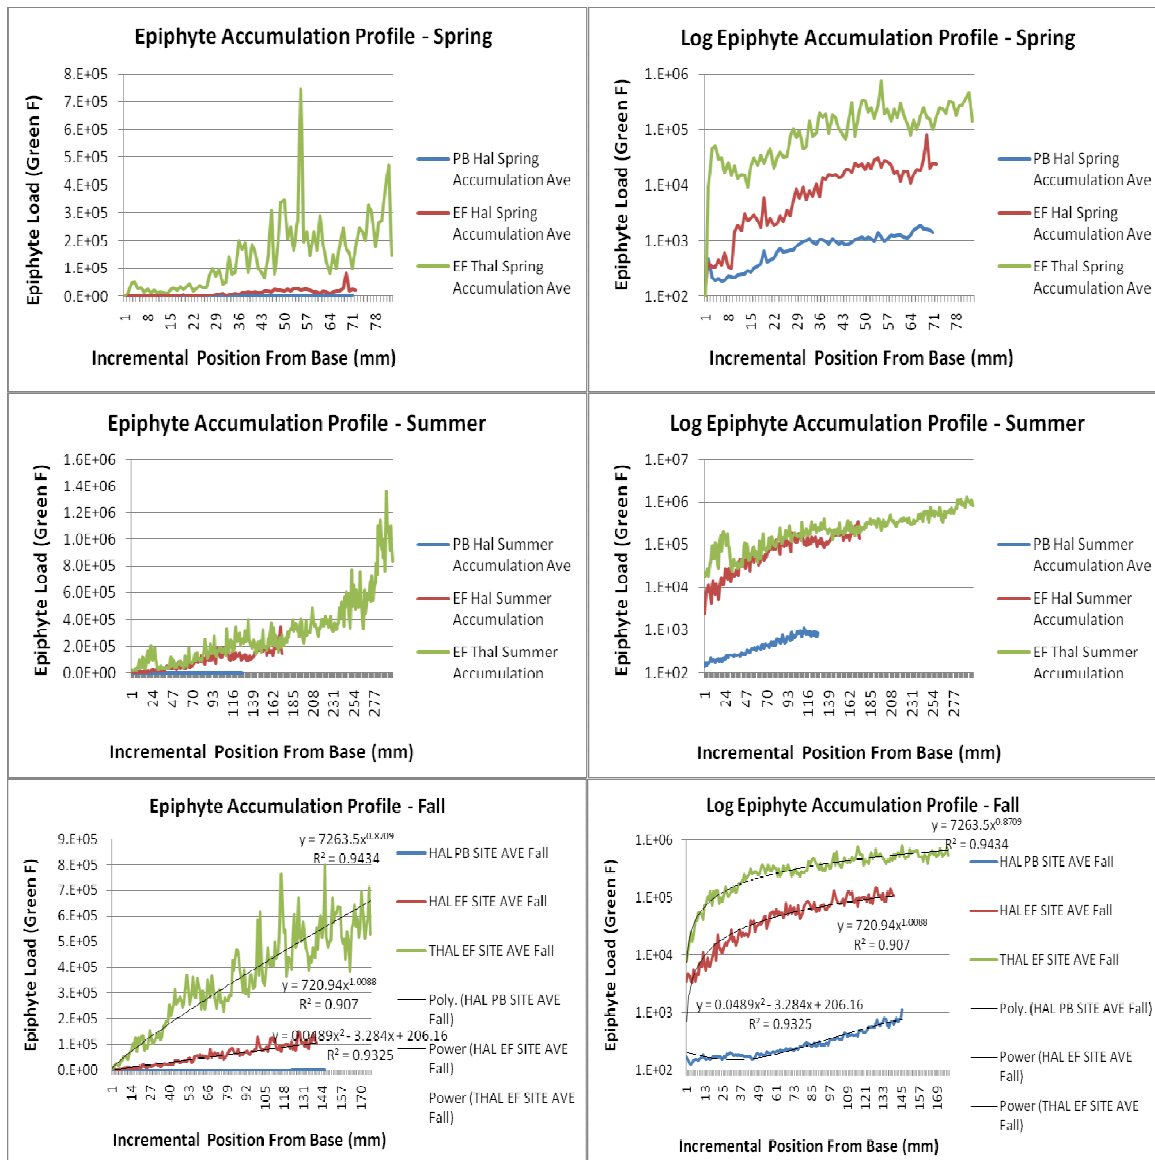 Epiphyte Accumulation Profile - Spring
Epiphyte Load (Green F)
8.E+05
7.E+05
6.E+05
5.E+05
4.E+05
3.E+05
2.E+05
1.E+05
0.E+00
1 8 15 22 29 36 43 50 57 64 71 78
Incremental Position From Base (mm)
PB Hal Spring
Accumulation Ave
EF Hal Spring
Accumulation Ave
EF Thal Spring
Accumulation Ave
Log Epiphyte Accumulation Profile - Spring
Epiphyte Load (Green F)
1.E+06
1.E+05
1.E+04
1.E+03
1.E+02
1 8 15 22 29 36 43 50 57 64 71 78
Incremental Position From Base (mm)
PB Hal Spring
Accumulation Ave
EF Hal Spring
Accumulation Ave
EF Thal Spring
Accumulation Ave
Epiphyte Accumulation Profile - Summer
Epiphyte Load (Green F)
1.6E+06
1.4E+06
1.2E+06
1.0E+06
8.0E+05
6.0E+05
4.0E+05
2.0E+05
0.0E+00
1 24 47 70 93 116 139 162 185 208 231 254 277
Incremental Position From Base (mm)
PB Hal Summer
Accumulation Ave
EF Hal Summer
Accumulation
EF Thal Summer
Accumulation
Log Epiphyte Accumulation Profile - Summer
Epiphyte Load (Green F)
1.E+07
1.E+06
1.E+05
1.E+04
1.E+03
1.E+02
1 24 47 70 93 116 139 162 185 208 231 254 277
Incremental Position From Base (mm)
PB Hal Summer
Accumulation Ave
EF Hal Summer
Accumulation
EF Thal Summer
Accumulation
Epiphyte Accumulation Profile - Fall
Epiphyte Load (Green F)
9.E+05
8.E+05
7.E+05
6.E+05
5.E+05
4.E+05
3.E+05
2.E+05
1.E+05
0.E+00
y = 7263.5x^0.8709
R² = 0.9434
y = 720.94x^1.0088
R² = 0.907
y = 0.0489x² - 3.284x + 206.16
R² = 0.9325
1 14 27 40 53 66 79 92 105 118 131 144 157 170
Incremental Position From Base (mm)
HAL PB SITE AVE Fall
HAL EF SITE AVE Fall
THAL EF SITE AVE Fall
Poly. (HAL PB SITE AVE
Fall)
Power (HAL EF SITE AVE
Fall)
Power (THAL EF SITE AVE
Fall)
Log Epiphyte Accumulation Profile - Fall
Epiphyte Load (Green F)
1.E+06
1.E+05
1.E+04
1.E+03
1.E+02
y = 7263.5x^0.8709
R² = 0.9434
y = 720.94x^1.0088
R² = 0.907
y = 0.0489x² - 3.284x + 206.16
R² = 0.9325
1 13 25 37 49 61 73 85 97 109 121 133 145 157 169
Incremental Position From Base (mm)
HAL PB SITE AVE Fall
HAL EF SITE AVE Fall
THAL EF SITE AVE Fall
Poly. (HAL PB SITE AVE
Fall)
Power (HAL EF SITE AVE
Fall)
Power (THAL EF SITE AVE
Fall)